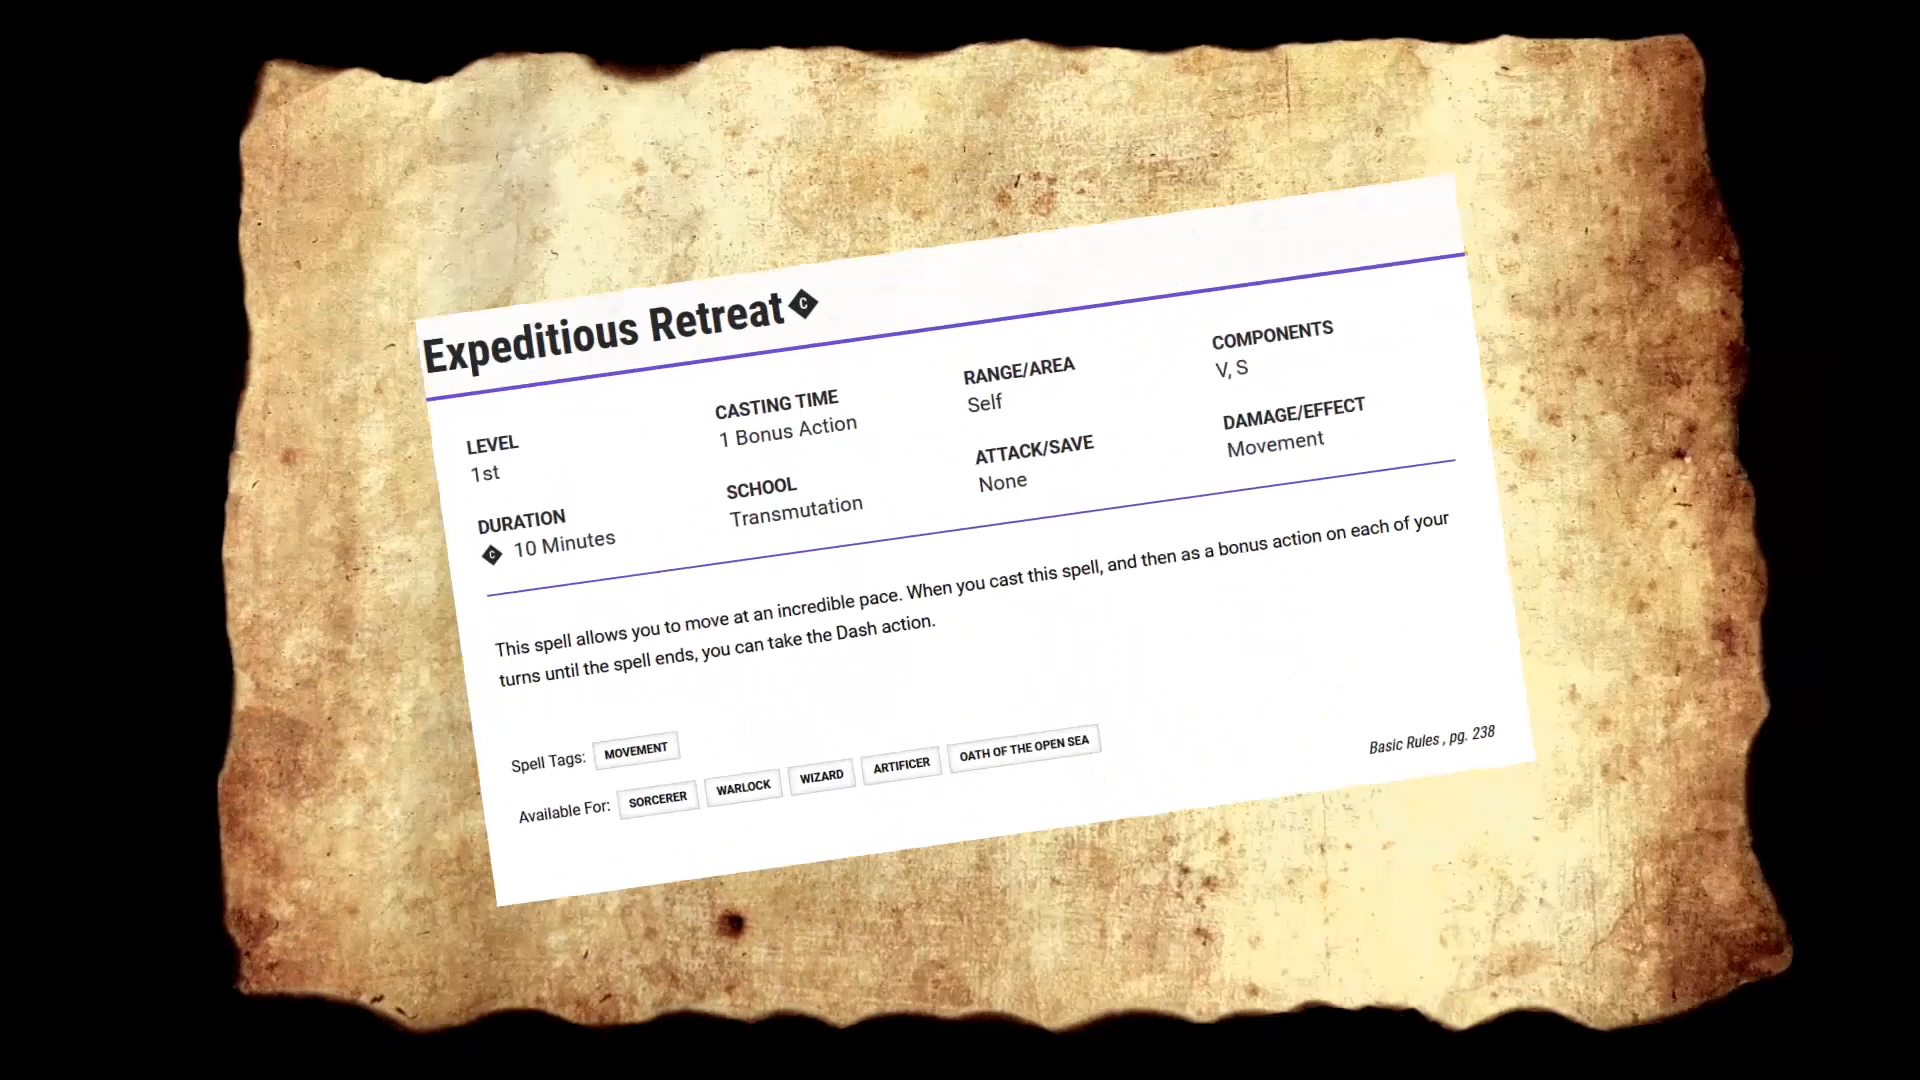 Expeditious Retreat C
LEVEL
1st
CASTING TIME
1 Bonus Action
RANGE/AREA
Self
COMPONENTS
V, S
DURATION
C 10 Minutes
SCHOOL
Transmutation
ATTACK/SAVE
None
DAMAGE/EFFECT
Movement
This spell allows you to move at an incredible pace. When you cast this spell, and then as a bonus action on each of your
turns until the spell ends, you can take the Dash action.
Spell Tags: MOVEMENT
Available For: SORCERER WARLOCK WIZARD ARTIFICER OATH OF THE OPEN SEA
Basic Rules , pg. 238